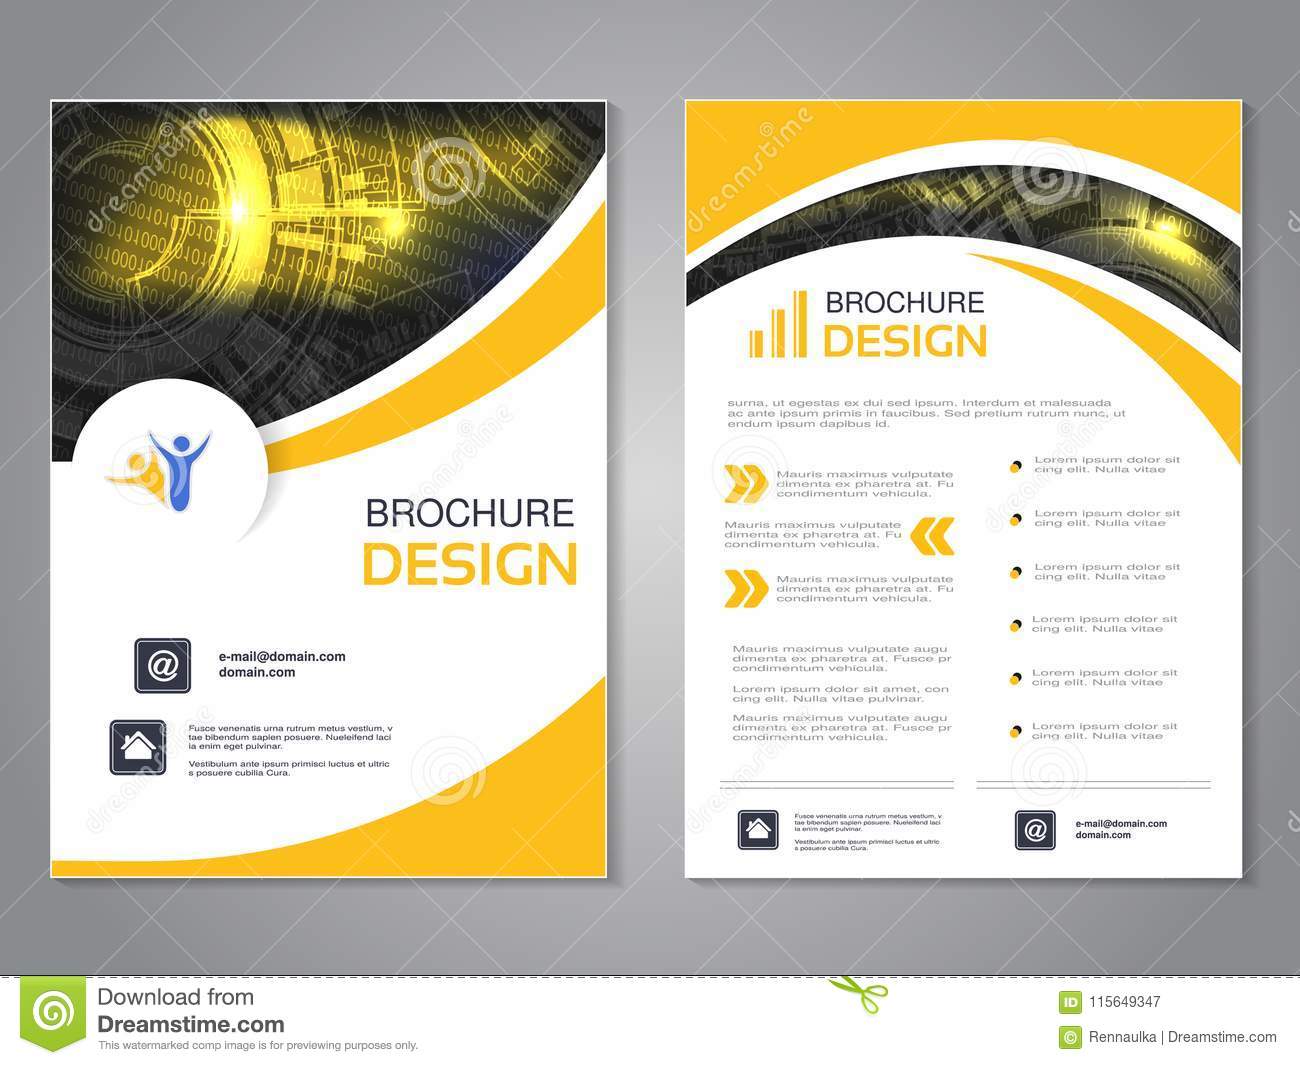 BROCHURE
DESIGN
e-mail@domain.com
domain.com
Fusce venenatis urna rutrum metus vestlum, v
tae bibendum sapien posuere. Nueleifend laci
ia enim eget pulvinar.
Vestibulum ante ipsum primisci luctus et ultric
s posuere cubilia Cura.
BROCHURE
DESIGN
surna, ut egestas ex dui sed ipsum. Interdum et malesuada
ac ante ipsum primis in faucibus. Sed pretium rutrum nunc, ut
endum ipsum dapibus id.
Mauris maximus vulputate
dimenta ex pharetra at. Fu
condimentum vehicula.
Mauris maximus vulputate
dimenta ex pharetra at. Fu
condimentum vehicula.
Mauris maximus vulputate
dimenta ex pharetra at. Fu
condimentum vehicula.
Mauris maximus vulputate augu
dimenta ex pharetra at. Fusce pr
condimentum vehicula.
Lorem ipsum dolor sit amet, con
cing elit. Nulla vitae pulvinar.
Mauris maximus vulputate augu
dimenta ex pharetra at. Fusce pr
condimentum vehicula.
Lorem ipsum dolor sit
cing elit. Nulla vitae
Lorem ipsum dolor sit
cing elit. Nulla vitae
Lorem ipsum dolor sit
cing elit. Nulla vitae
Lorem ipsum dolor sit
cing elit. Nulla vitae
Lorem ipsum dolor sit
cing elit. Nulla vitae
Lorem ipsum dolor sit
cing elit. Nulla vitae
Fusce venenatis urna rutrum metus vestlum, v
tae bibendum sapien posuere. Nueleifend laci
ia enim eget pulvinar.
Vestibulum ante ipsum primisci luctus et ultric
s posuere cubilia Cura.
e-mail@domain.com
domain.com
Download from
Dreamstime.com
This watermarked comp image is for previewing purposes only.
ID 115649347
© Rennaulka | Dreamstime.com